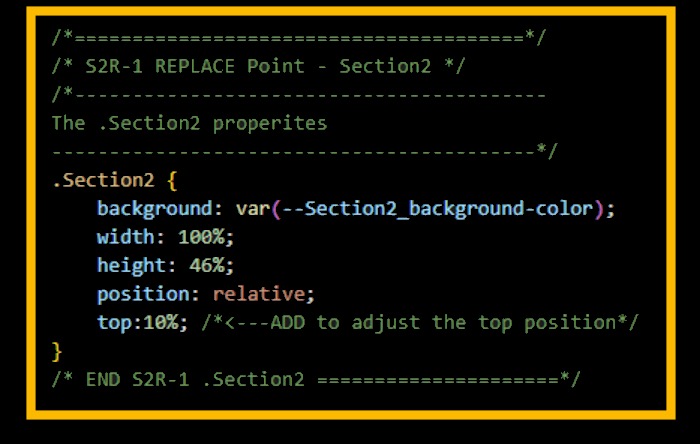 /*=======================================*/
/* S2R-1 REPLACE Point - Section2 */
/*-----------------------------------------
The .Section2 properites
------------------------------------------*/
.Section2 {
background: var(--Section2_background-color);
width: 100%;
height: 46%;
position: relative;
top:10%; /*<---ADD to adjust the top position*/
}
/* END S2R-1 .Section2 =====================*/